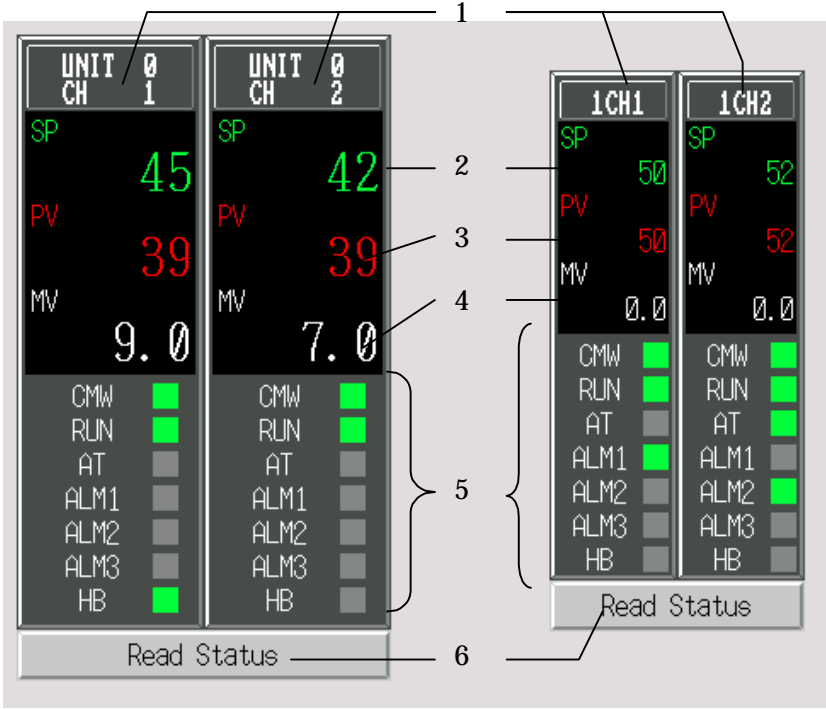 1
UNIT 0
CH 1
SP
45
PV
39
MV
9.0
CMW
RUN
AT
ALM1
ALM2
ALM3
HB
UNIT 0
CH 2
SP
42
PV
39
MV
7.0
CMW
RUN
AT
ALM1
ALM2
ALM3
HB
Read Status
2
3
4
5
6
1CH1
SP
50
PV
50
MV
0.0
CMW
RUN
AT
ALM1
ALM2
ALM3
HB
1CH2
SP
52
PV
52
MV
0.0
CMW
RUN
AT
ALM1
ALM2
ALM3
HB
Read Status